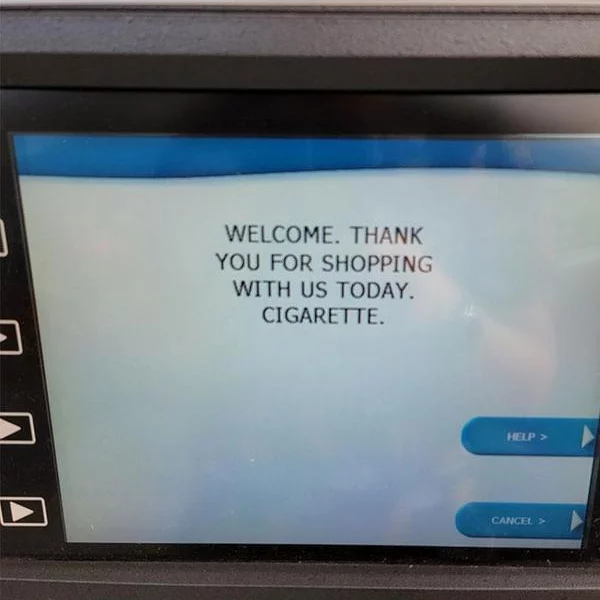 WELCOME. THANK
YOU FOR SHOPPING
WITH US TODAY.
CIGARETTE.
HELP >
CANCEL >